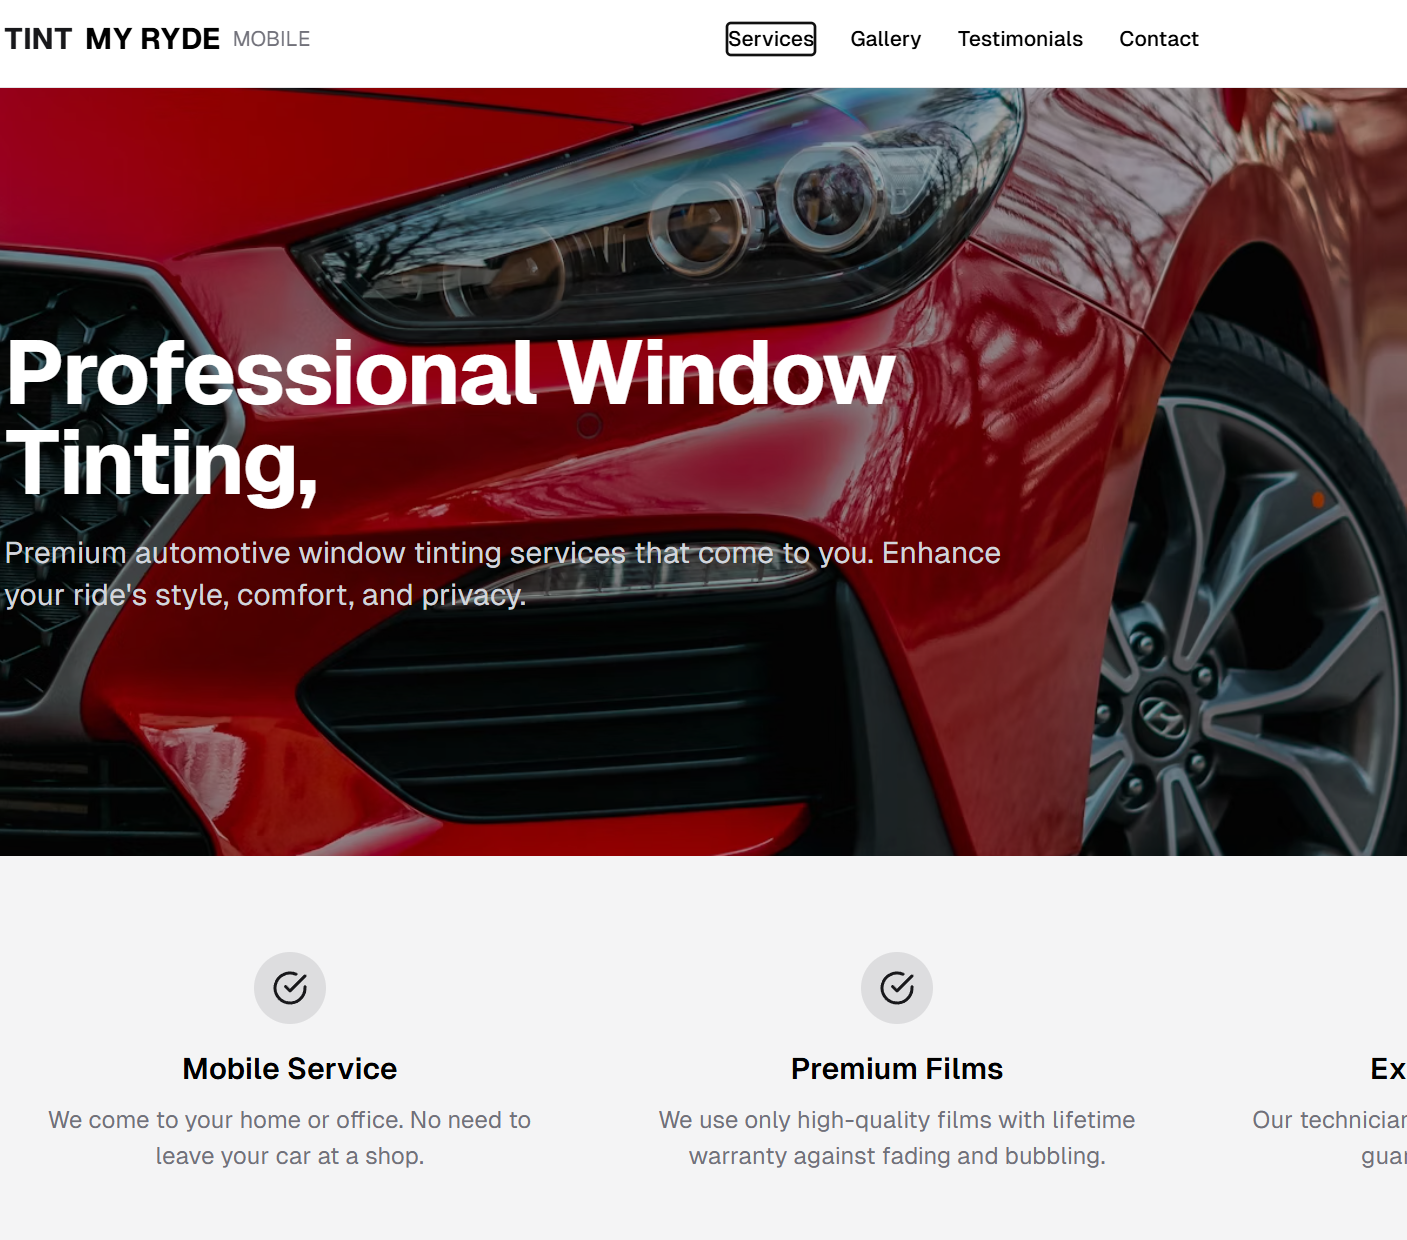 TINT MY RYDE MOBILE
Services Gallery Testimonials Contact
Professional Window
Tinting,
Premium automotive window tinting services that come to you. Enhance
your ride's style, comfort, and privacy.
Mobile Service
We come to your home or office. No need to
leave your car at a shop.
Premium Films
We use only high-quality films with lifetime
warranty against fading and bubbling.
Ex
Our technician
guar